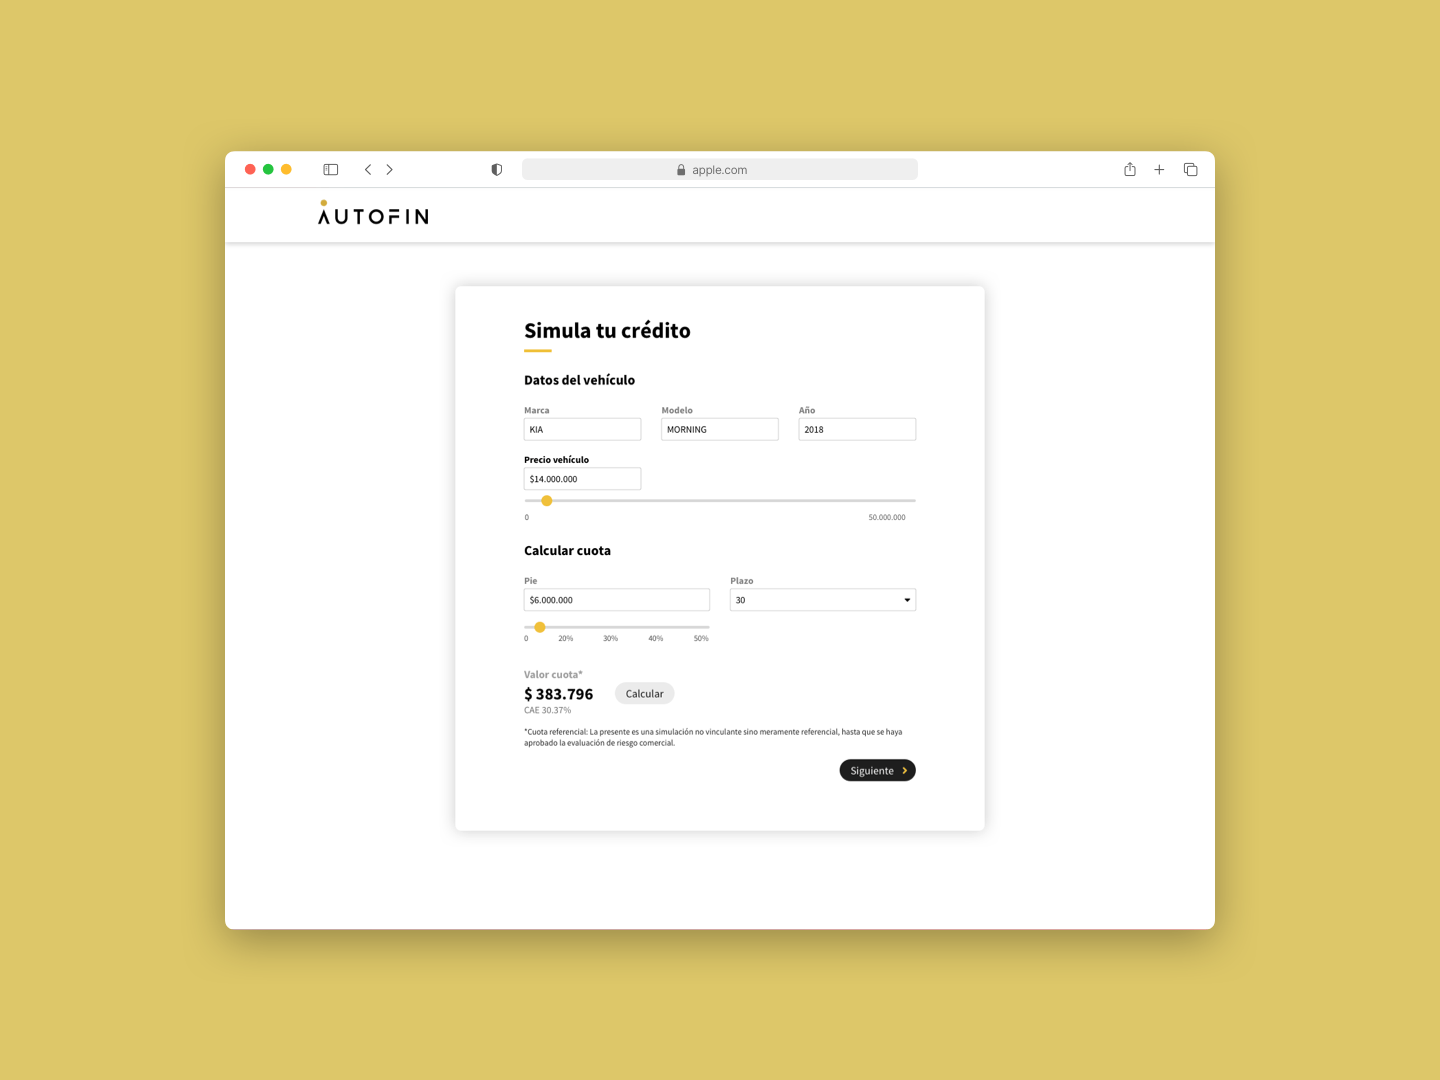 apple.com
AUTOFIN
Simula tu crédito
Datos del vehículo
Marca Modelo Año
KIA MORNING 2018
Precio vehículo
$14.000.000
0 50.000.000
Calcular cuota
Pie Plazo
$6.000.000 30
0 20% 30% 40% 50%
Valor cuota*
$ 383.796 Calcular
CAE 30.37%
*Cuota referencial: La presente es una simulación no vinculante sino meramente referencial, hasta que se haya
aprobado la evaluación de riesgo comercial.
Siguiente